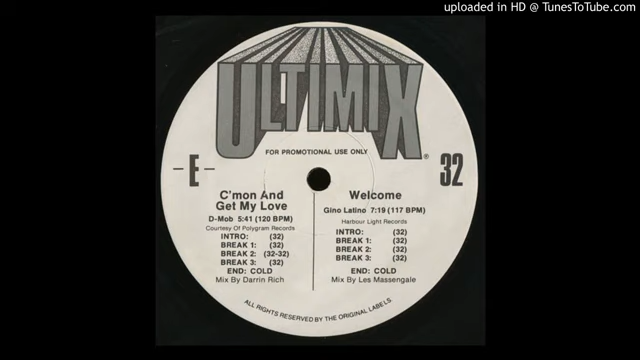 uploaded in HD @ TunesToTube.com
ULTIMIX®
FOR PROMOTIONAL USE ONLY
-E-
32
C'mon And
Get My Love
D-Mob 5:41 (120 BPM)
Courtesy Of Polygram Records
INTRO: (32)
BREAK 1: (32)
BREAK 2: (32-32)
BREAK 3: (32)
END: COLD
Mix By Darrin Rich
Welcome
Gino Latino 7:19 (117 BPM)
Harbour Light Records
INTRO: (32)
BREAK 1: (32)
BREAK 2: (32)
BREAK 3: (32)
END: COLD
Mix By Les Massengale
ALL RIGHTS RESERVED BY THE ORIGINAL LABELS